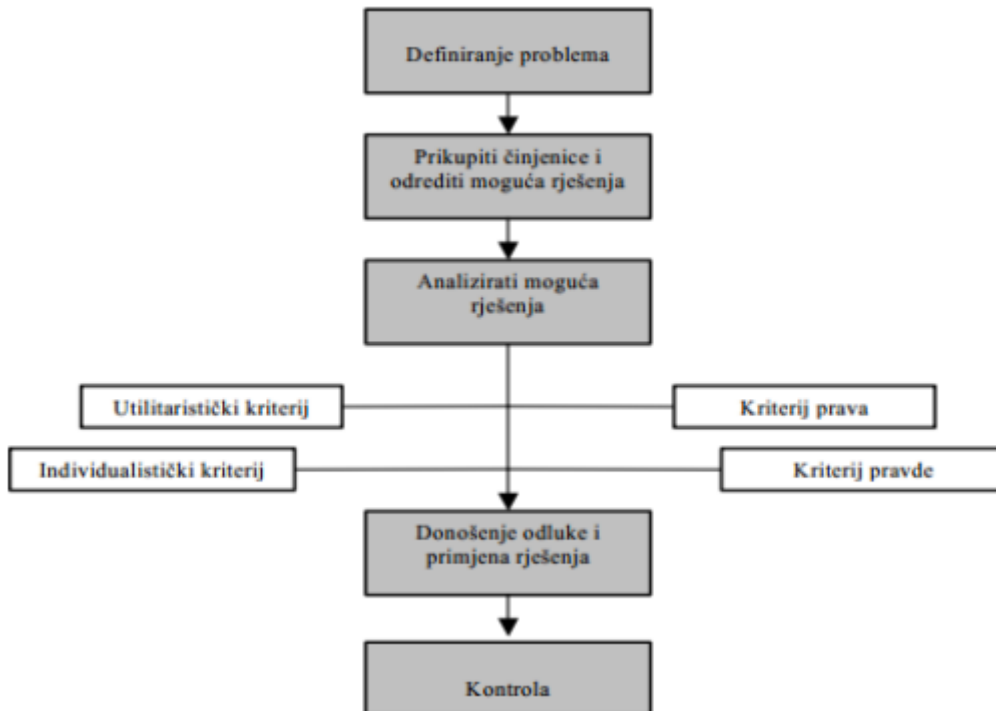 Definiranje problema
Prikupiti činjenice i
odrediti moguća rješenja
Analizirati moguća
rješenja
Utilitaristički kriterij
Kriterij prava
Individualistički kriterij
Kriterij pravde
Donošenje odluke i
primjena rješenja
Kontrola